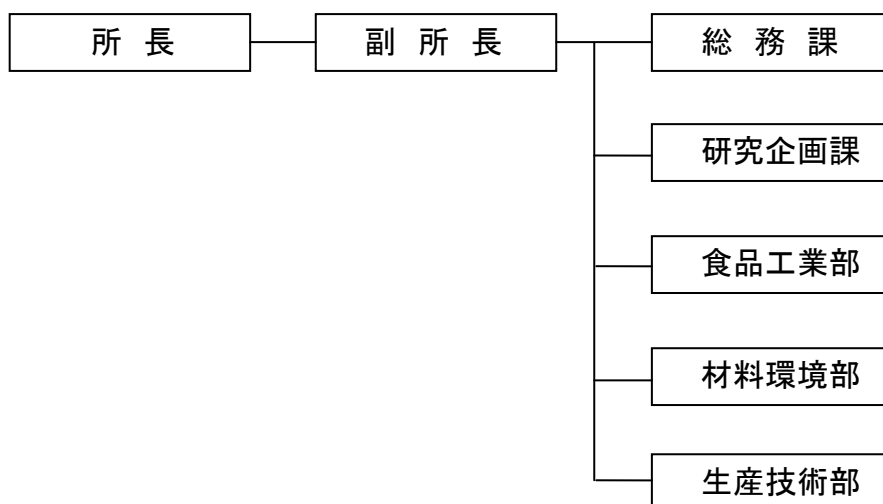 所 長
副 所 長
総 務 課
研究企画課
食品工業部
材料環境部
生産技術部